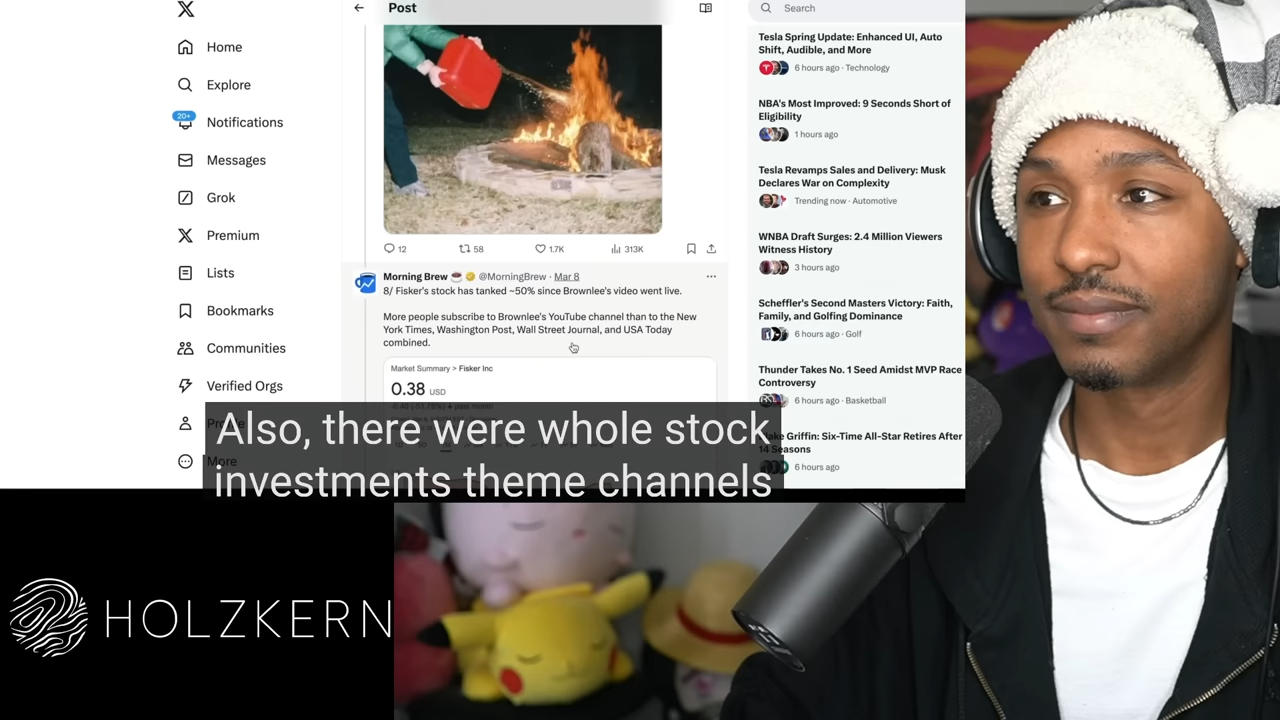 Post
Search
Home
Explore
20+
Notifications
Messages
Grok
Premium
Lists
Bookmarks
Communities
Verified Orgs
More
12
58
1.7K
313K
Morning Brew @MorningBrew · Mar 8
8/ Fisker's stock has tanked ~50% since Brownlee's video went live.
More people subscribe to Brownlee's YouTube channel than to the New
York Times, Washington Post, Wall Street Journal, and USA Today
combined.
Market Summary > Fisker Inc
0.38 USD
Tesla Spring Update: Enhanced UI, Auto
Shift, Audible, and More
6 hours ago · Technology
NBA's Most Improved: 9 Seconds Short of
Eligibility
1 hours ago
Tesla Revamps Sales and Delivery: Musk
Declares War on Complexity
Trending now · Automotive
WNBA Draft Surges: 2.4 Million Viewers
Witness History
3 hours ago
Scheffler's Second Masters Victory: Faith,
Family, and Golfing Dominance
6 hours ago · Golf
Thunder Takes No. 1 Seed Amidst MVP Race
Controversy
6 hours ago · Basketball
Griffin: Six-Time All-Star Retires After
14 Seasons
6 hours ago
Also, there were whole stock
investments theme channels
HOLZKERN